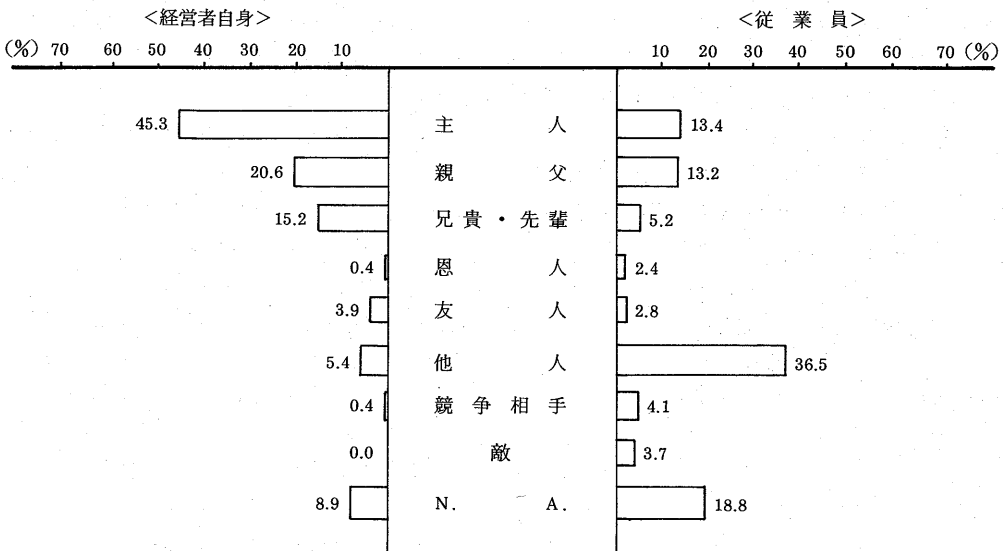 <経営者自身> <従業員>
(%) 70 60 50 40 30 20 10 10 20 30 40 50 60 70 (%)
45.3 主人 13.4
20.6 親父 13.2
15.2 兄貴・先輩 5.2
0.4 恩人 2.4
3.9 友人 2.8
5.4 他人 36.5
0.4 競争相手 4.1
0.0 敵 3.7
8.9 N. A. 18.8